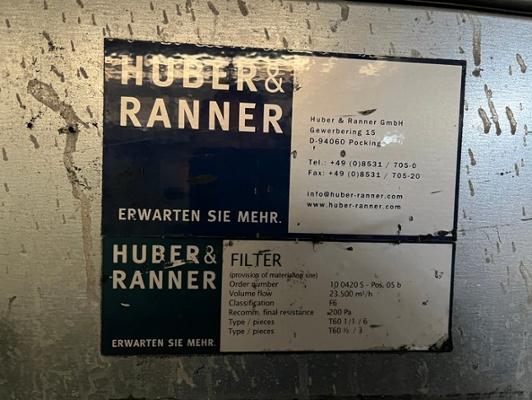 HUBER &
RANNER
ERWARTEN SIE MEHR.
Huber & Ranner GmbH
Gewerbering 15
D-94060 Pocking
Tel.: +49 (0)8531 / 705-0
Fax: +49 (0)8531 / 705-20
info@huber-ranner.com
www.huber-ranner.com
HUBER &
RANNER
ERWARTEN SIE MEHR.
FILTER
(provision of material on site)
Order number 10 0420 S - Pos. 05 b
Volume flow 23.500 m³/h
Classification F6
Recomm. final resistance 200 Pa
Type / pieces T60 1/1 / 6
Type / pieces T60 ½ / 3